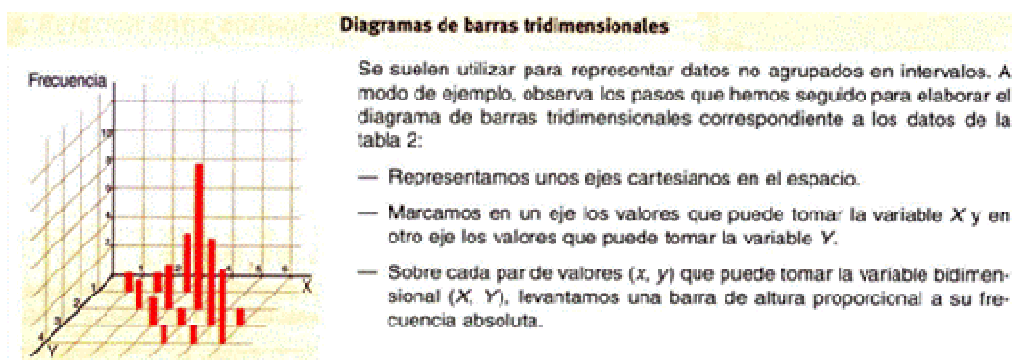 Diagramas de barras tridimensionales
Frecuencia
Se suelen utilizar para representar datos no agrupados en intervalos. A
modo de ejemplo, observa los pasos que hemos seguido para elaborar el
diagrama de barras tridimensionales correspondiente a los datos de la
tabla 2:
— Representamos unos ejes cartesianos en el espacio.
— Marcamos en un eje los valores que puede tomar la variable X y en
otro eje los valores que puede tomar la variable Y.
— Sobre cada par de valores (x, y) que puede tomar la variable bidimen-
sional (X, Y), levantamos una barra de altura proporcional a su fre-
cuencia absoluta.
X
Y